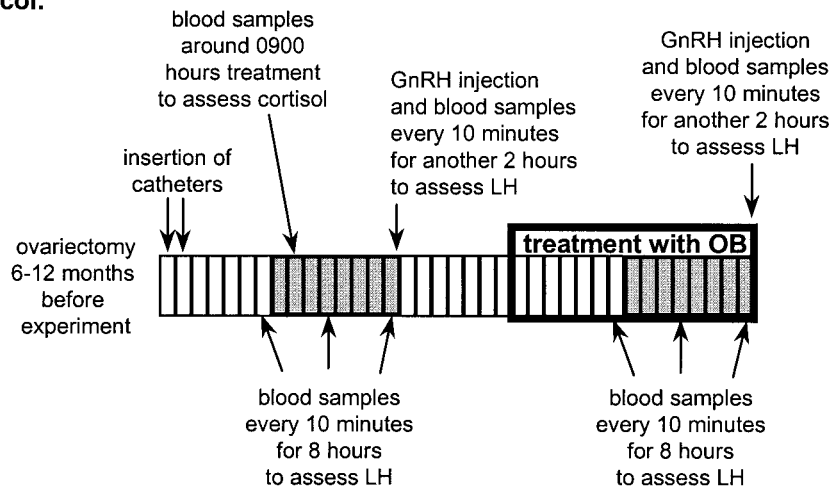 col.
blood samples
around 0900
hours treatment
to assess cortisol
GnRH injection
and blood samples
every 10 minutes
for another 2 hours
to assess LH
GnRH injection
and blood samples
every 10 minutes
for another 2 hours
to assess LH
insertion of
catheters
ovariectomy
6-12 months
before
experiment
treatment with OB
blood samples
every 10 minutes
for 8 hours
to assess LH
blood samples
every 10 minutes
for 8 hours
to assess LH